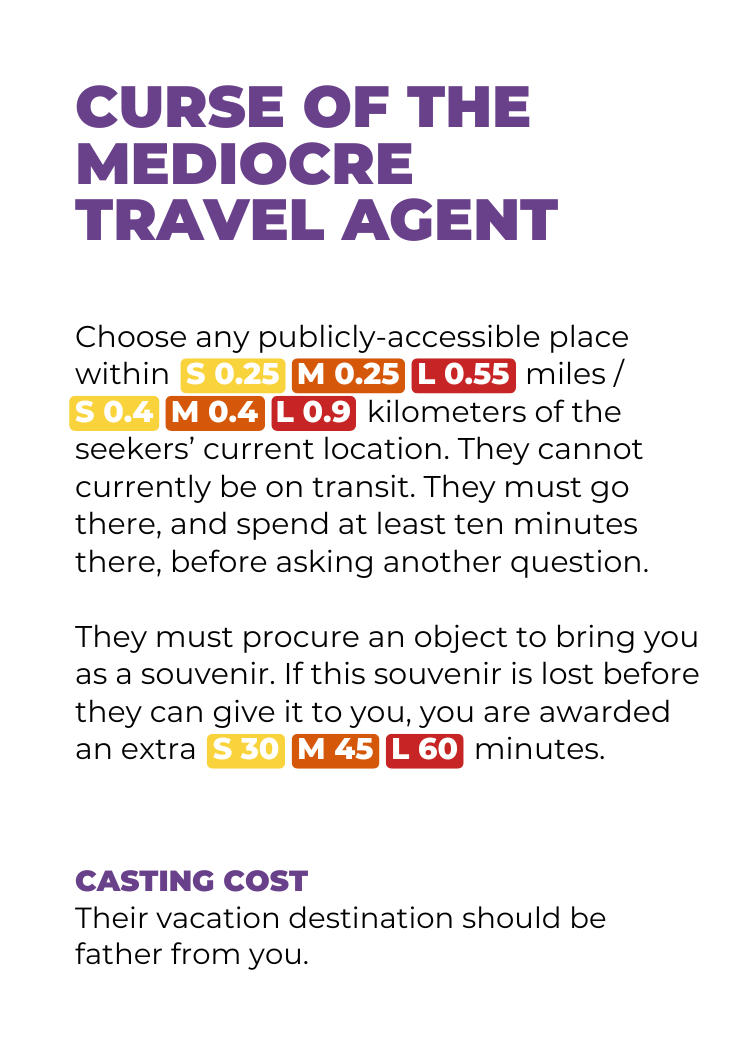 CURSE OF THE
MEDIOCRE
TRAVEL AGENT
Choose any publicly-accessible place
within S 0.25 M 0.25 L 0.55 miles /
S 0.4 M 0.4 L 0.9 kilometers of the
seekers’ current location. They cannot
currently be on transit. They must go
there, and spend at least ten minutes
there, before asking another question.
They must procure an object to bring you
as a souvenir. If this souvenir is lost before
they can give it to you, you are awarded
an extra S 30 M 45 L 60 minutes.
CASTING COST
Their vacation destination should be
father from you.